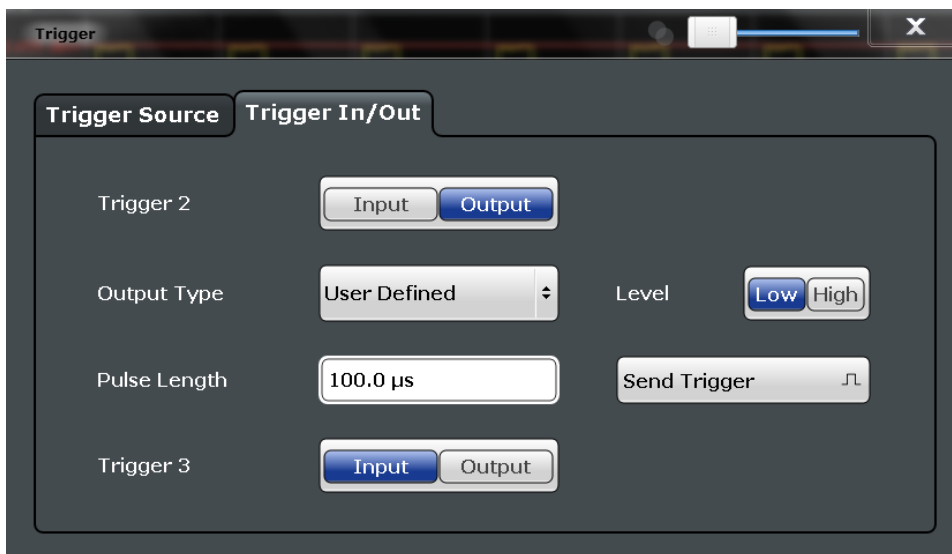 Trigger
X
Trigger Source Trigger In/Out
Trigger 2 Input Output
Output Type User Defined Level Low High
Pulse Length 100.0 µs Send Trigger
Trigger 3 Input Output